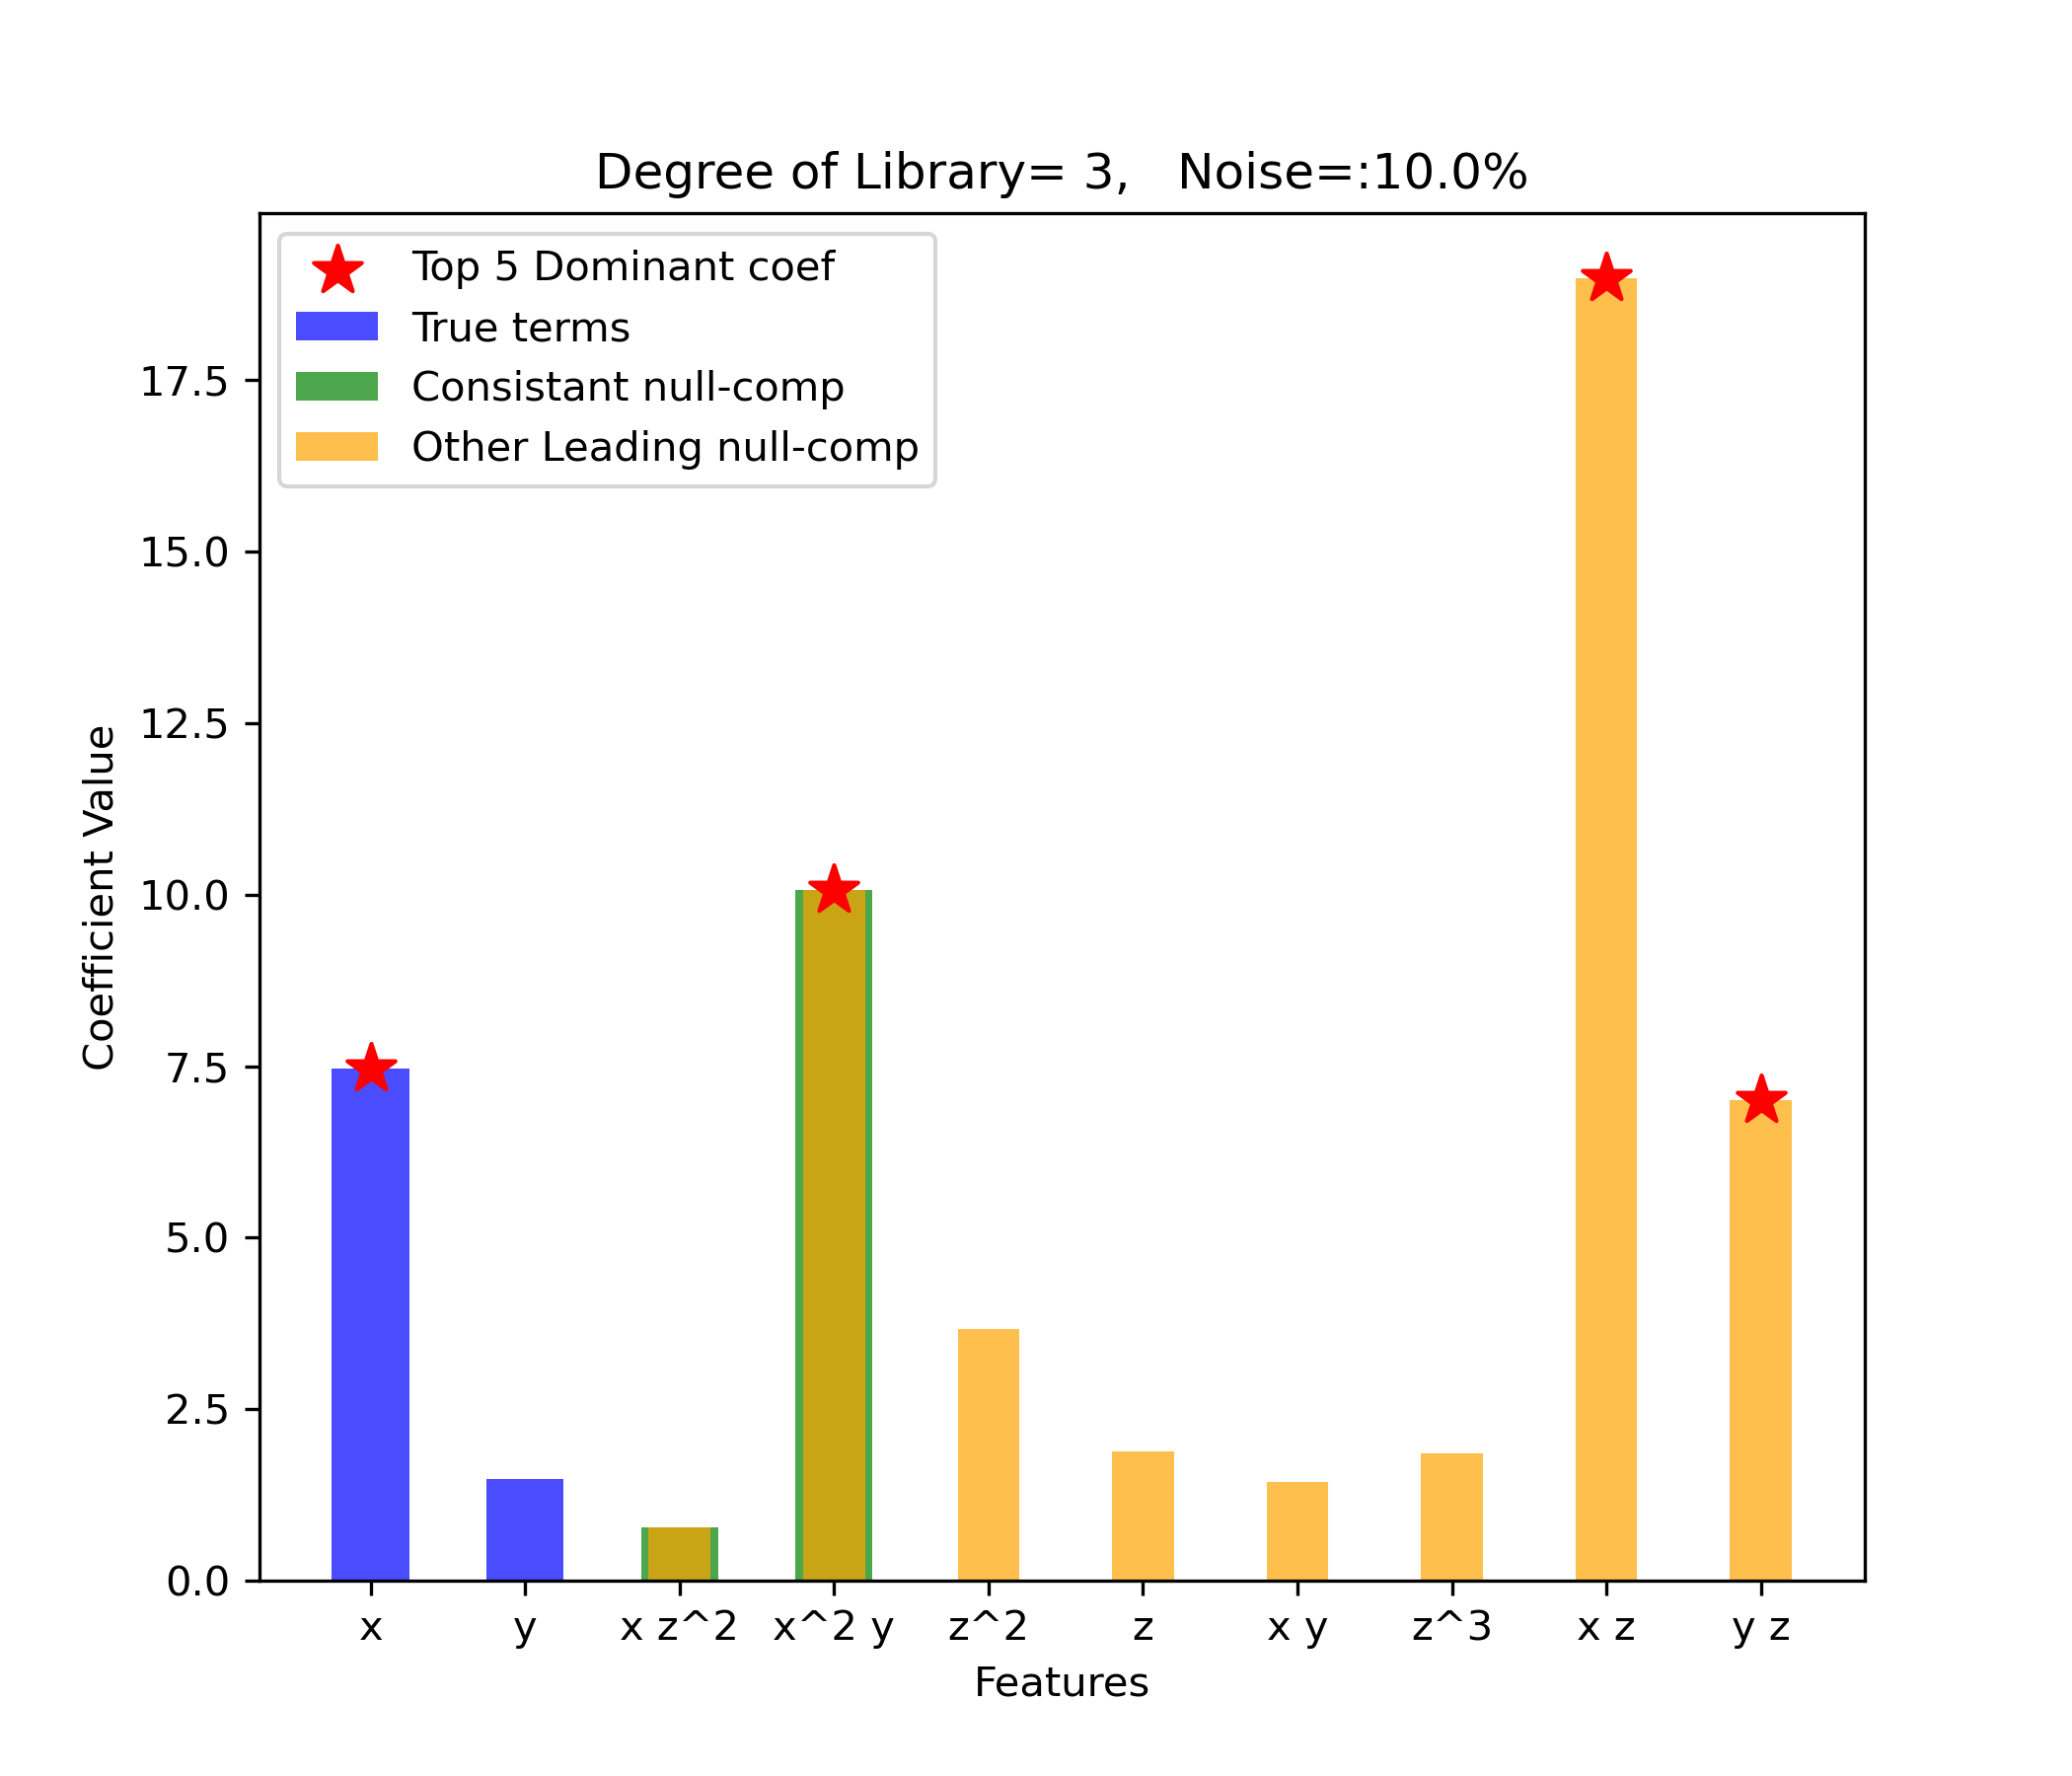 Degree of Library= 3,   Noise=:10.0%
Top 5 Dominant coef
True terms
Consistant null-comp
Other Leading null-comp
Coefficient Value
17.5
15.0
12.5
10.0
7.5
5.0
2.5
0.0
x y x z^2 x^2 y z^2 z x y z^3 x z y z
Features